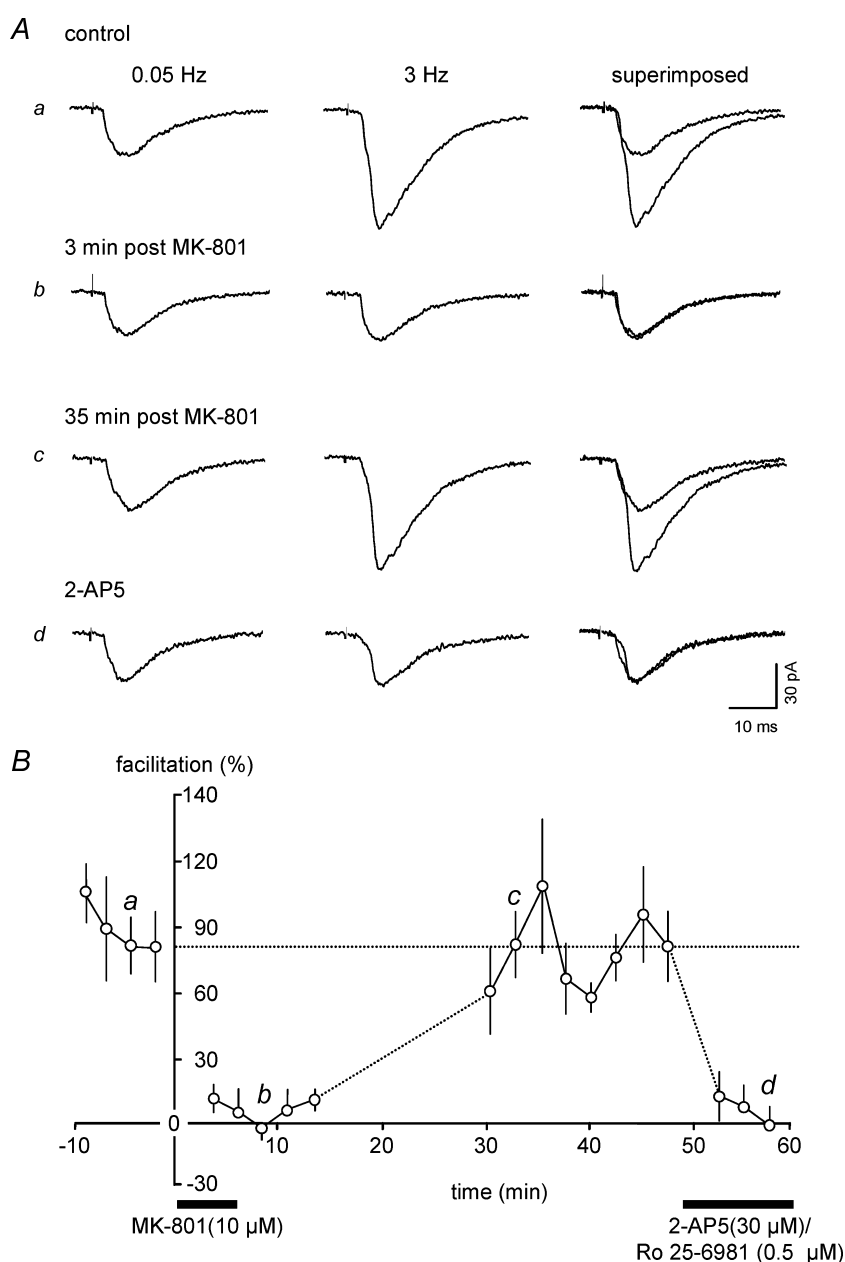 A
control
0.05 Hz 3 Hz superimposed
a
3 min post MK-801
b
35 min post MK-801
c
2-AP5
d
30 pA
10 ms
B
facilitation (%)
140
120
90
60
30
0
-30
a
b
c
d
-10 10 20 30 40 50 60
time (min)
MK-801(10 µM)
2-AP5(30 µM)/
Ro 25-6981 (0.5 µM)